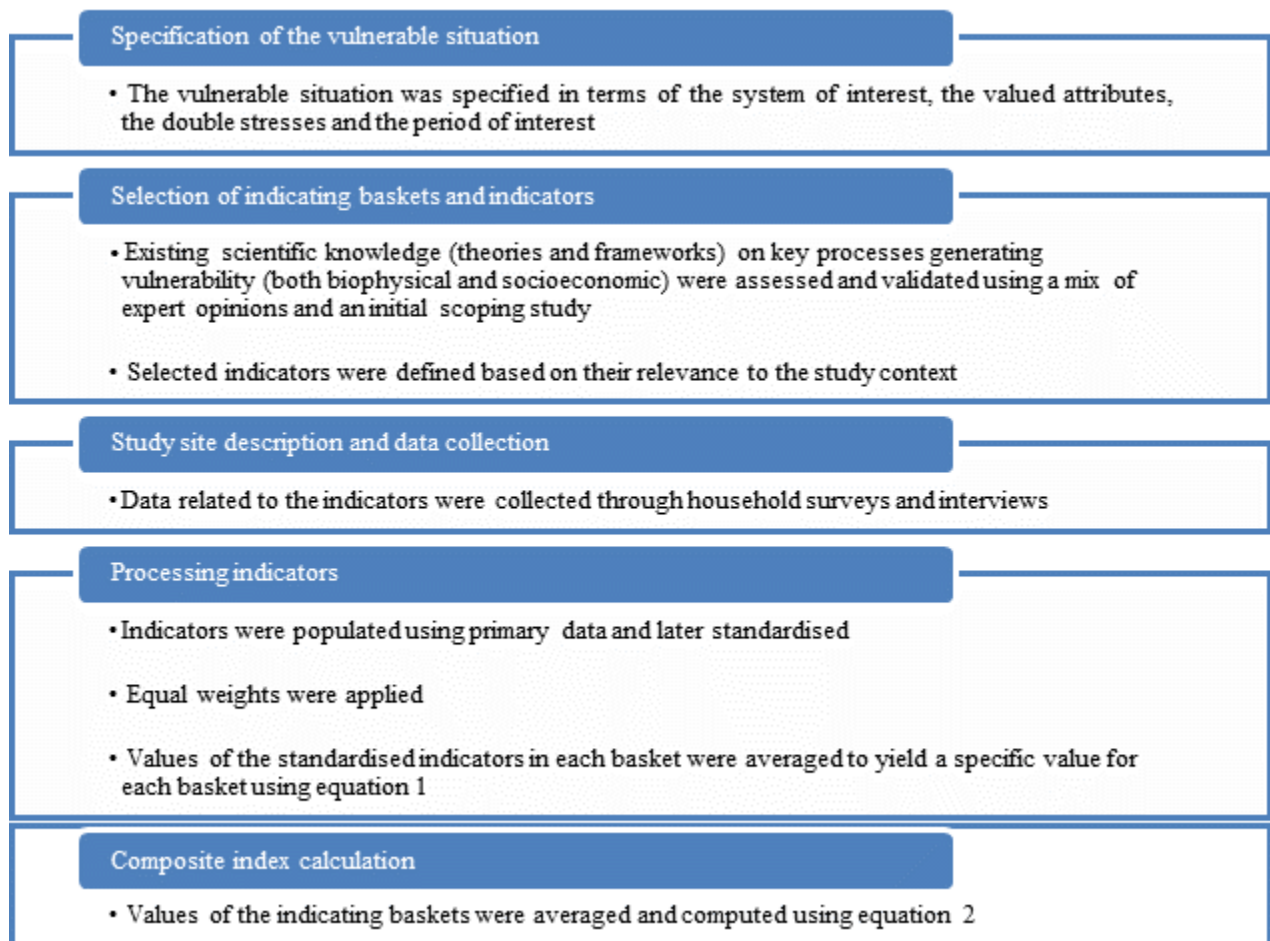 Specification of the vulnerable situation
• The vulnerable situation was specified in terms of the system of interest, the valued attributes,
the double stresses and the period of interest
Selection of indicating baskets and indicators
• Existing scientific knowledge (theories and frameworks) on key processes generating
vulnerability (both biophysical and socioeconomic) were assessed and validated using a mix of
expert opinions and an initial scoping study
• Selected indicators were defined based on their relevance to the study context
Study site description and data collection
• Data related to the indicators were collected through household surveys and interviews
Processing indicators
• Indicators were populated using primary data and later standardised
• Equal weights were applied
• Values of the standardised indicators in each basket were averaged to yield a specific value for
each basket using equation 1
Composite index calculation
• Values of the indicating baskets were averaged and computed using equation 2